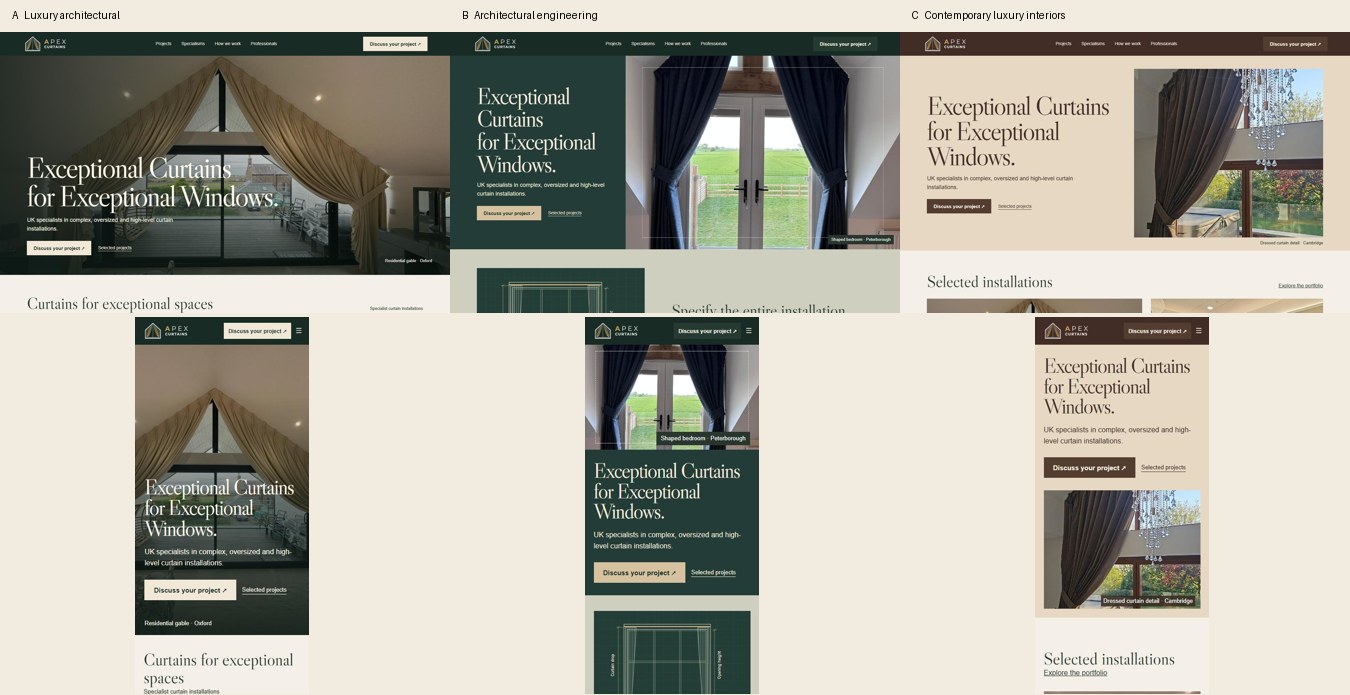 A Luxury architectural
B Architectural engineering
C Contemporary luxury interiors
APEX
CURTAINS
Projects Specialisms How we work Professionals
Discuss your project ↗
APEX
CURTAINS
Projects Specialisms How we work Professionals
Discuss your project ↗
APEX
CURTAINS
Projects Specialisms How we work Professionals
Discuss your project ↗
Exceptional Curtains
for Exceptional Windows.
UK specialists in complex, oversized and high-level curtain
installations.
Discuss your project ↗ Selected projects
Residential gable · Oxford
Curtains for exceptional spaces
Specialist curtain installations
Exceptional
Curtains
for Exceptional
Windows.
UK specialists in complex, oversized and high-level
curtain installations.
Discuss your project ↗ Selected projects
Shaped bedroom · Peterborough
Specify the entire installation
Exceptional Curtains
for Exceptional
Windows.
UK specialists in complex, oversized and high-level curtain
installations.
Discuss your project ↗ Selected projects
Dressed curtain detail · Cambridge
Selected installations
Explore the portfolio
APEX
CURTAINS
Discuss your project ↗
Exceptional Curtains
for Exceptional
Windows.
UK specialists in complex, oversized and high-
level curtain installations.
Discuss your project ↗ Selected projects
Residential gable · Oxford
Curtains for exceptional
spaces
Specialist curtain installations
APEX
CURTAINS
Discuss your project ↗
Shaped bedroom · Peterborough
Exceptional Curtains
for Exceptional
Windows.
UK specialists in complex, oversized and high-
level curtain installations.
Discuss your project ↗ Selected projects
Curtain drop
Opening height
APEX
CURTAINS
Discuss your project ↗
Exceptional Curtains
for Exceptional
Windows.
UK specialists in complex, oversized and high-
level curtain installations.
Discuss your project ↗ Selected projects
Dressed curtain detail · Cambridge
Selected installations
Explore the portfolio